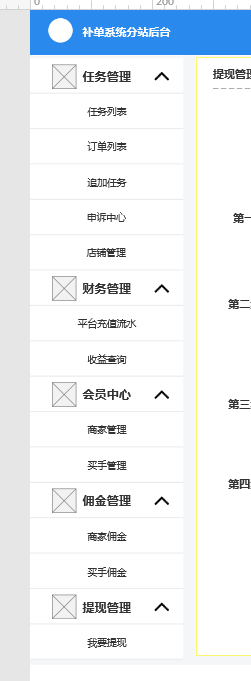 0
200
补单系统分站后台
任务管理
任务列表
订单列表
追加任务
申诉中心
店铺管理
财务管理
平台充值流水
收益查询
会员中心
商家管理
买手管理
佣金管理
商家佣金
买手佣金
提现管理
我要提现
提现管理
第一
第二
第三
第四